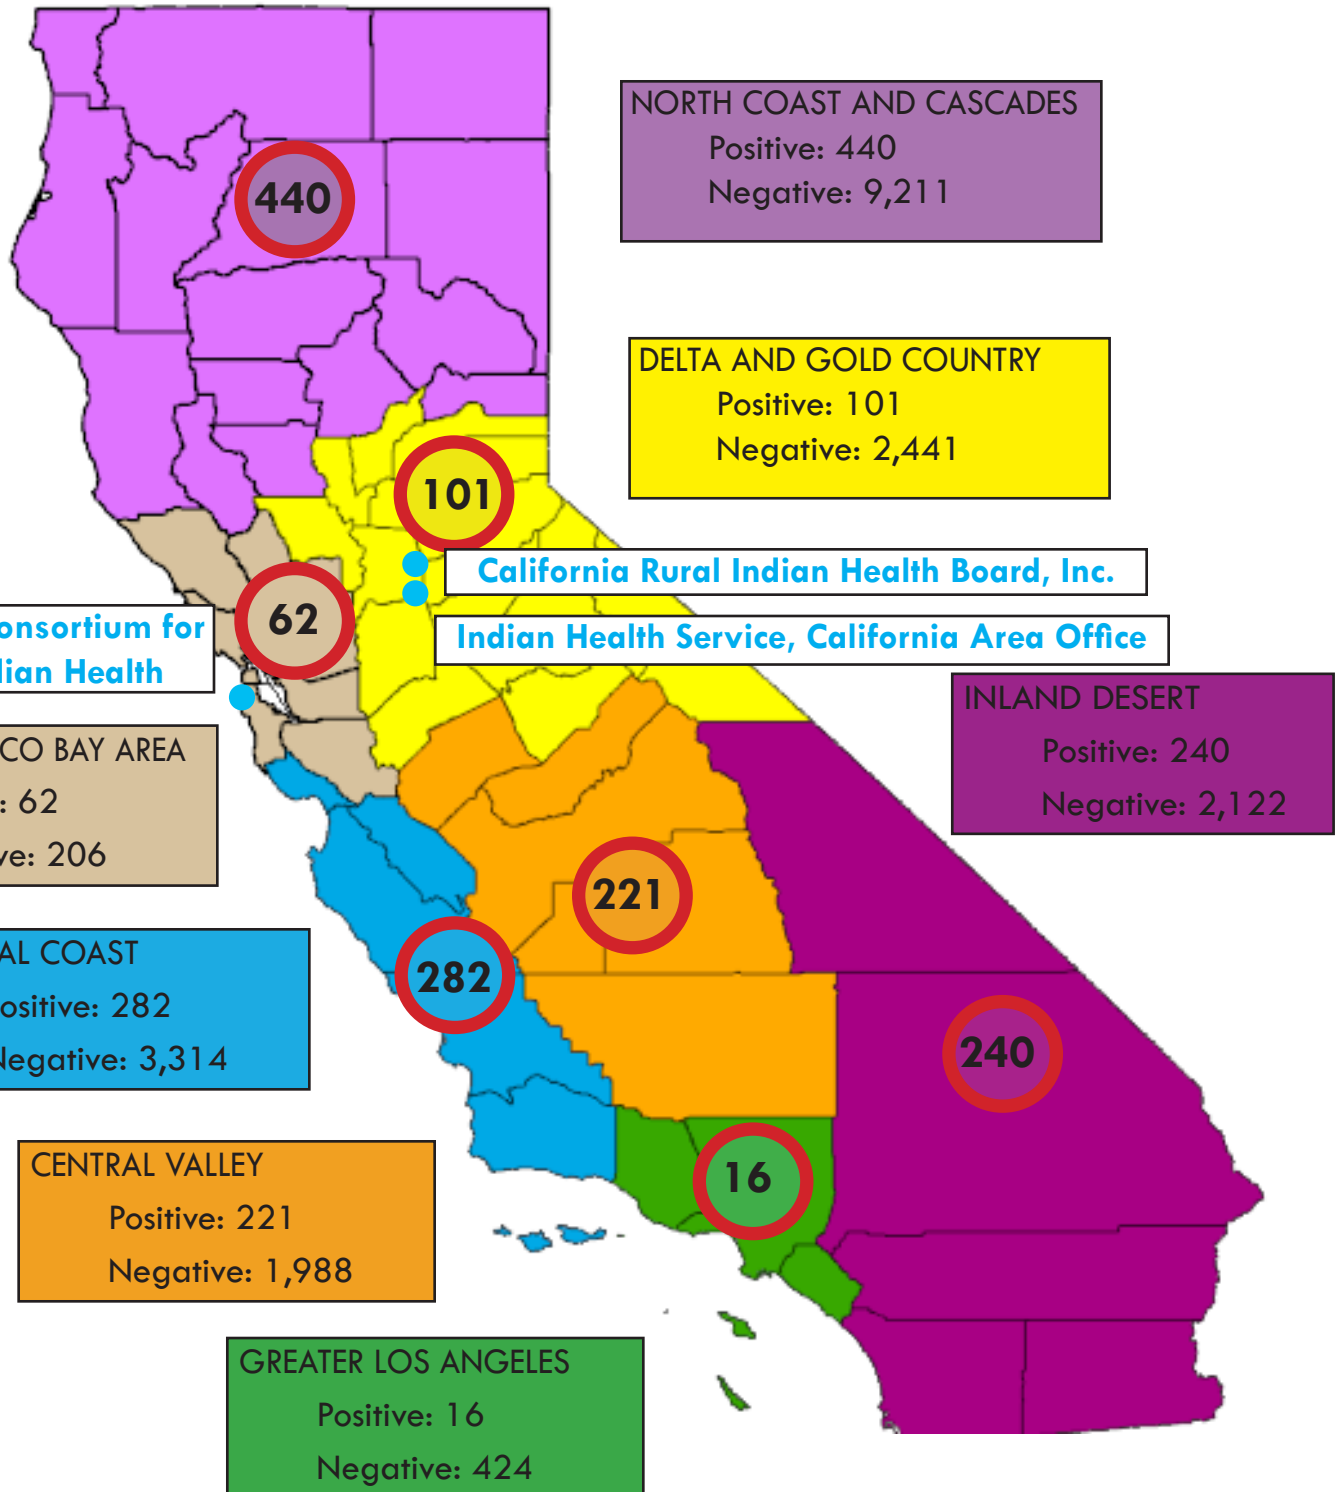 NORTH COAST AND CASCADES
Positive: 440
Negative: 9,211
440
DELTA AND GOLD COUNTRY
Positive: 101
Negative: 2,441
101
California Rural Indian Health Board, Inc.
Indian Health Service, California Area Office
onsortium for
dian Health
62
INLAND DESERT
Positive: 240
Negative: 2,122
CO BAY AREA
: 62
ve: 206
221
AL COAST
ositive: 282
Negative: 3,314
282
240
CENTRAL VALLEY
Positive: 221
Negative: 1,988
16
GREATER LOS ANGELES
Positive: 16
Negative: 424